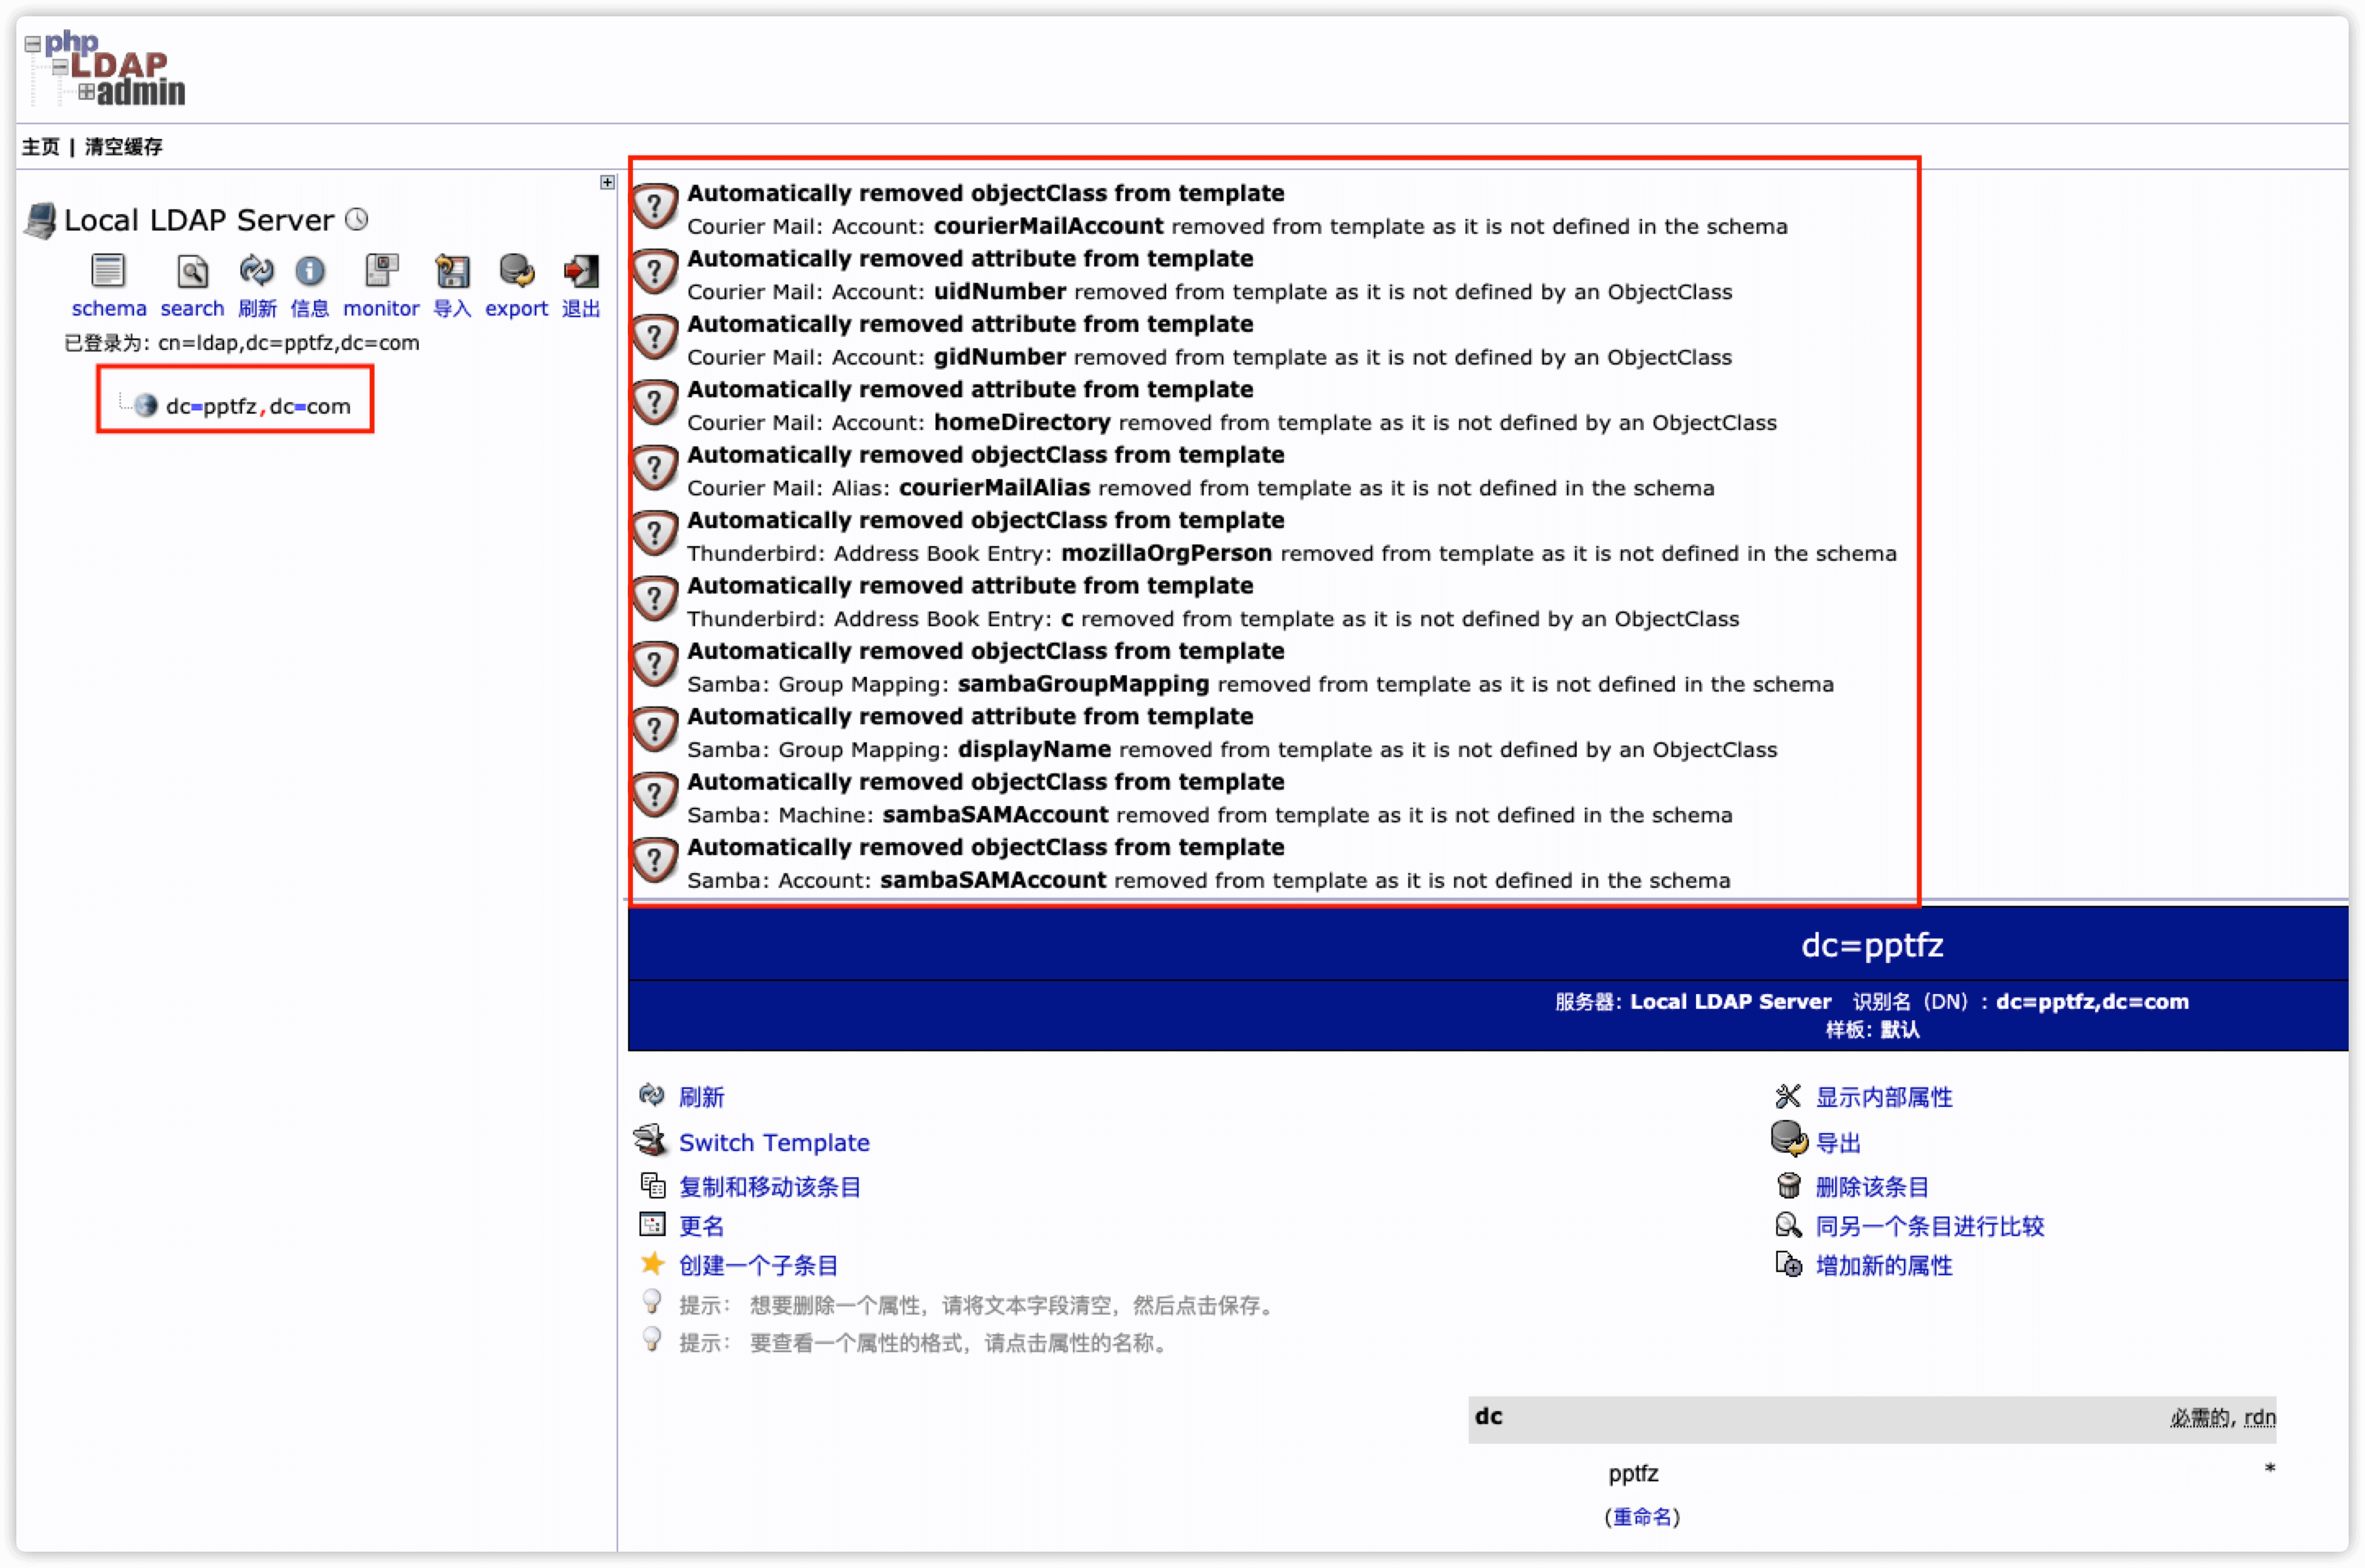 php
LDAP
admin
主页 | 清空缓存
Local LDAP Server
schema search 刷新 信息 monitor 导入 export 退出
已登录为: cn=ldap,dc=pptfz,dc=com
dc=pptfz,dc=com
Automatically removed objectClass from template
Courier Mail: Account: courierMailAccount removed from template as it is not defined in the schema
Automatically removed attribute from template
Courier Mail: Account: uidNumber removed from template as it is not defined by an ObjectClass
Automatically removed attribute from template
Courier Mail: Account: gidNumber removed from template as it is not defined by an ObjectClass
Automatically removed attribute from template
Courier Mail: Account: homeDirectory removed from template as it is not defined by an ObjectClass
Automatically removed objectClass from template
Courier Mail: Alias: courierMailAlias removed from template as it is not defined in the schema
Automatically removed objectClass from template
Thunderbird: Address Book Entry: mozillaOrgPerson removed from template as it is not defined in the schema
Automatically removed attribute from template
Thunderbird: Address Book Entry: c removed from template as it is not defined by an ObjectClass
Automatically removed objectClass from template
Samba: Group Mapping: sambaGroupMapping removed from template as it is not defined in the schema
Automatically removed attribute from template
Samba: Group Mapping: displayName removed from template as it is not defined by an ObjectClass
Automatically removed objectClass from template
Samba: Machine: sambaSAMAccount removed from template as it is not defined in the schema
Automatically removed objectClass from template
Samba: Account: sambaSAMAccount removed from template as it is not defined in the schema
dc=pptfz
服务器: Local LDAP Server 识别名（DN）: dc=pptfz,dc=com
样板: 默认
刷新
Switch Template
复制和移动该条目
更名
创建一个子条目
提示: 想要删除一个属性，请将文本字段清空，然后点击保存。
提示: 要查看一个属性的格式，请点击属性的名称。
显示内部属性
导出
删除该条目
同另一个条目进行比较
增加新的属性
dc 必需的, rdn
pptfz *
(重命名)